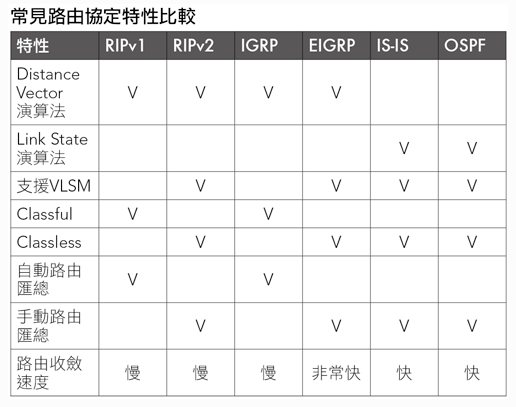 常見路由協定特性比較
特性 RIPv1 RIPv2 IGRP EIGRP IS-IS OSPF
Distance
Vector
演算法 V V V V
Link State
演算法 V V
支援VLSM V V V V
Classful V V
Classless V V V V
自動路由
匯總 V V
手動路由
匯總 V V V V
路由收斂
速度 慢 慢 慢 非常快 快 快